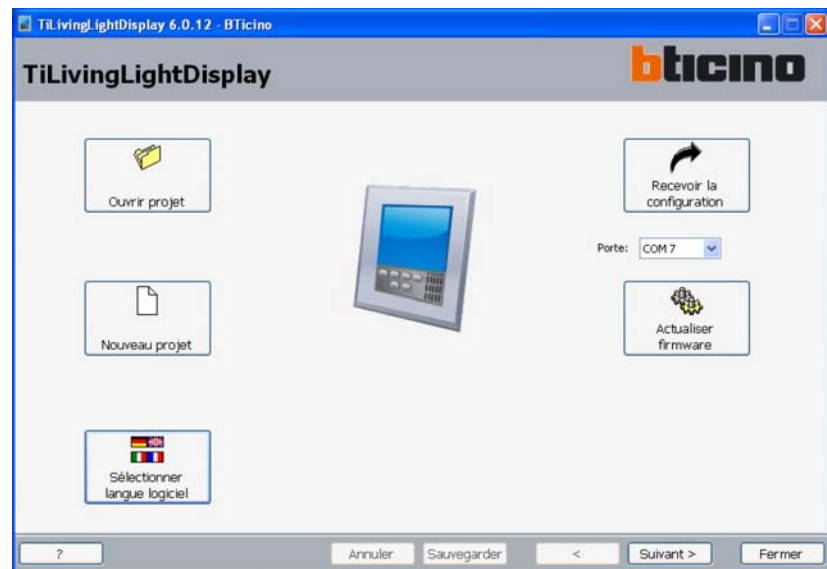 TiLivingLightDisplay 6.0.12 - BTicino
TiLivingLightDisplay
bticino
Ouvrir projet
Recevoir la
configuration
Porte: COM 7
Nouveau projet
Actualiser
firmware
Sélectionner
langue logiciel
?
Annuler
Sauvegarder
<
Suivant >
Fermer